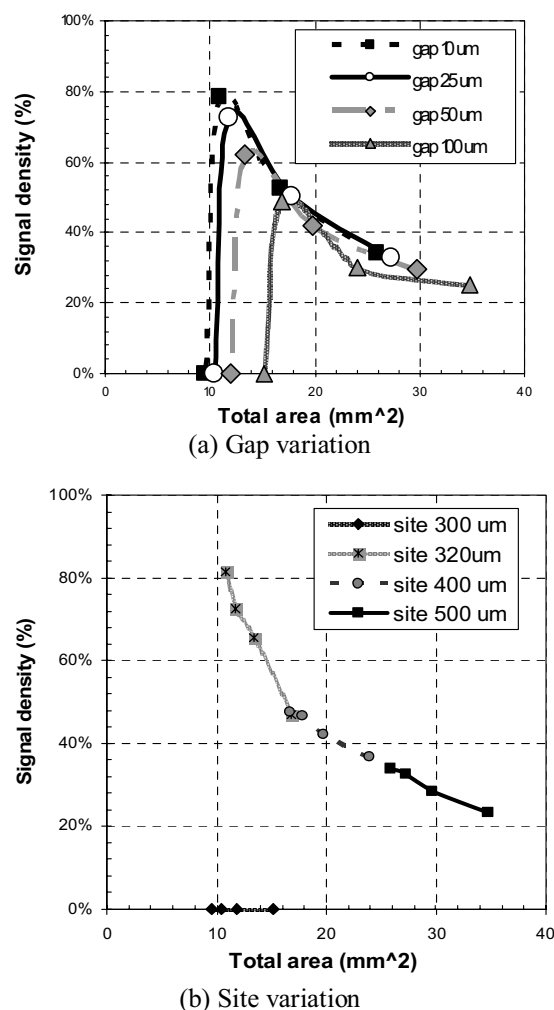 100%
80%
60%
40%
20%
0%
Signal density (%)
gap 10um
gap 25um
gap 50um
gap 100um
0 10 20 30 40
Total area (mm^2)
(a) Gap variation
100%
80%
60%
40%
20%
0%
Signal density (%)
site 300 um
site 320um
site 400 um
site 500 um
0 10 20 30 40
Total area (mm^2)
(b) Site variation